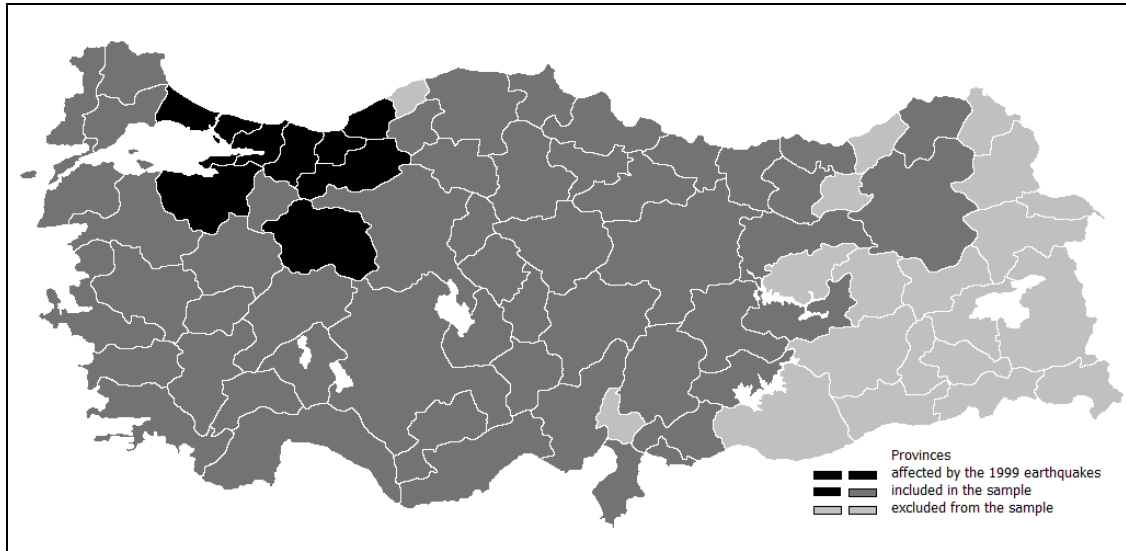 Provinces
affected by the 1999 earthquakes
included in the sample
excluded from the sample